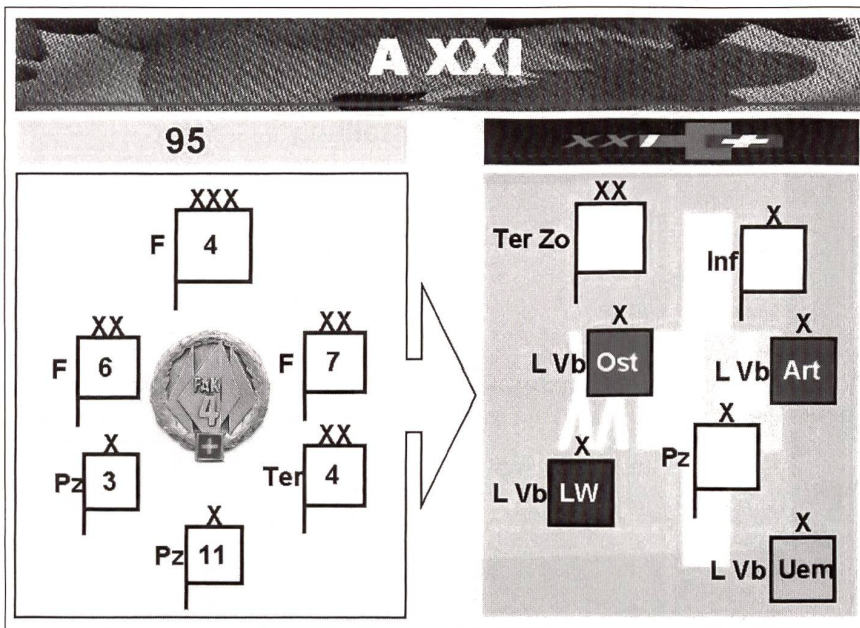 A XXI
95
XXI
XXX
F 4
XX XX
F 6 F 7
FAK
4
X XX
Pz 3 Ter 4
X
Pz 11
XX X
Ter Zo Inf
X X
L Vb Ost L Vb Art
X
Pz
X
L Vb LW
X
L Vb Uem